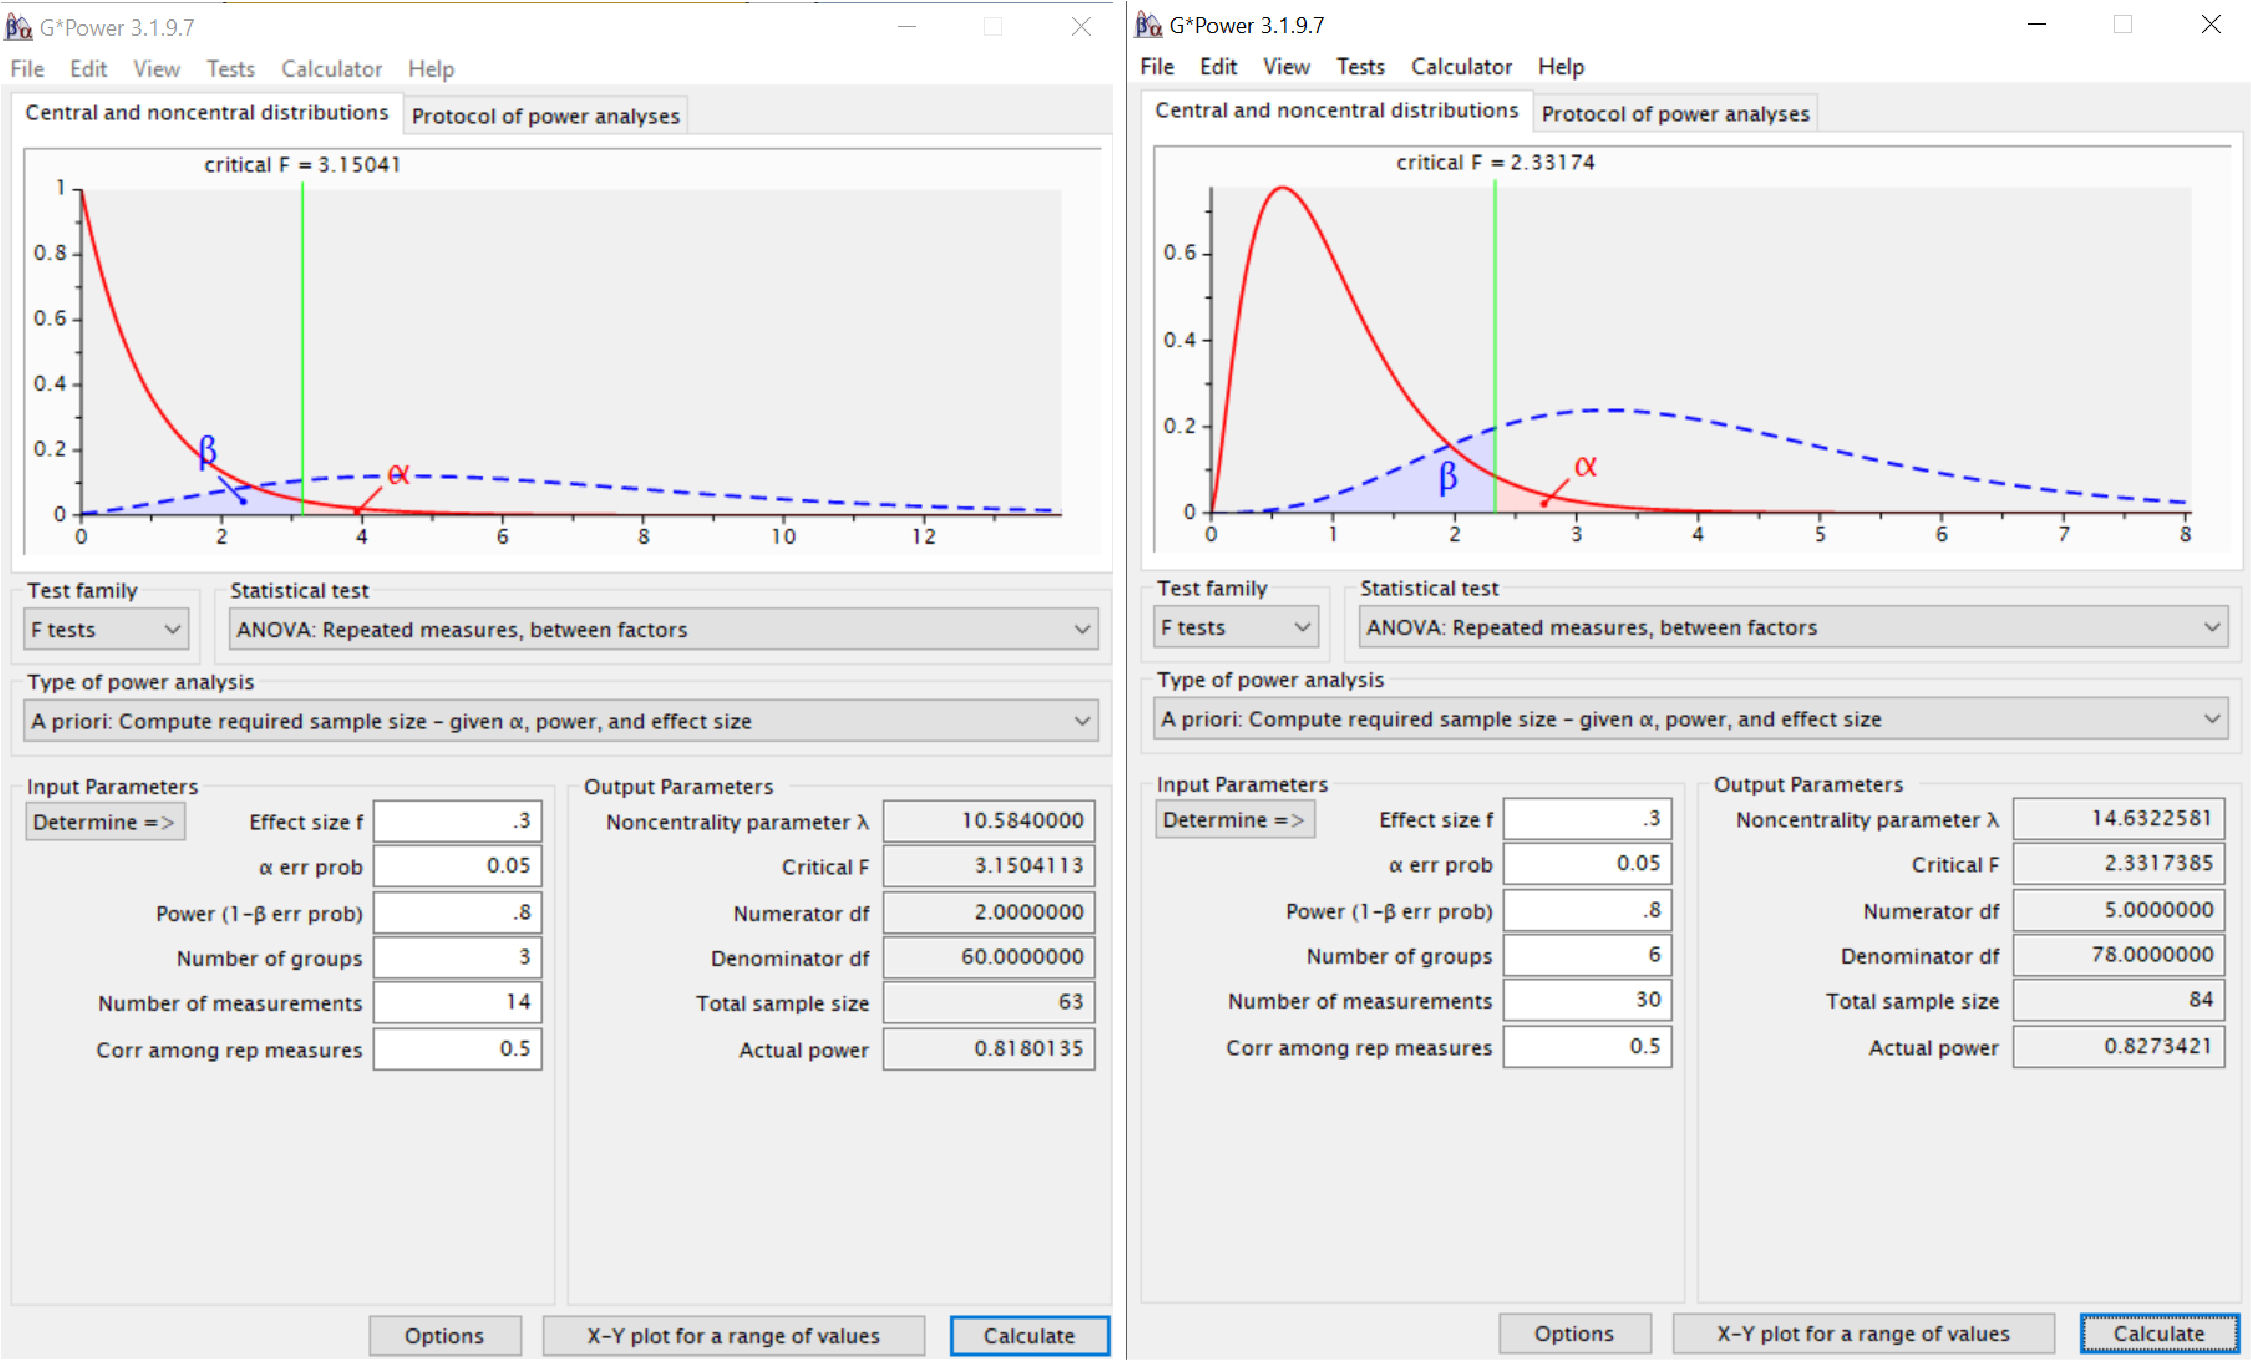 G*Power 3.1.9.7
File Edit View Tests Calculator Help
Central and noncentral distributions Protocol of power analyses
critical F = 3.15041
1
0.8
0.6
0.4
0.2
0
β
α
0 2 4 6 8 10 12
Test family Statistical test
F tests ANOVA: Repeated measures, between factors
Type of power analysis
A priori: Compute required sample size – given α, power, and effect size
Input Parameters
Determine => Effect size f .3
α err prob 0.05
Power (1–β err prob) .8
Number of groups 3
Number of measurements 14
Corr among rep measures 0.5
Output Parameters
Noncentrality parameter λ 10.5840000
Critical F 3.1504113
Numerator df 2.0000000
Denominator df 60.0000000
Total sample size 63
Actual power 0.8180135
Options X–Y plot for a range of values Calculate
G*Power 3.1.9.7
File Edit View Tests Calculator Help
Central and noncentral distributions Protocol of power analyses
critical F = 2.33174
0.6
0.4
0.2
0
β
α
0 1 2 3 4 5 6 7 8
Test family Statistical test
F tests ANOVA: Repeated measures, between factors
Type of power analysis
A priori: Compute required sample size – given α, power, and effect size
Input Parameters
Determine => Effect size f .3
α err prob 0.05
Power (1–β err prob) .8
Number of groups 6
Number of measurements 30
Corr among rep measures 0.5
Output Parameters
Noncentrality parameter λ 14.6322581
Critical F 2.3317385
Numerator df 5.0000000
Denominator df 78.0000000
Total sample size 84
Actual power 0.8273421
Options X–Y plot for a range of values Calculate